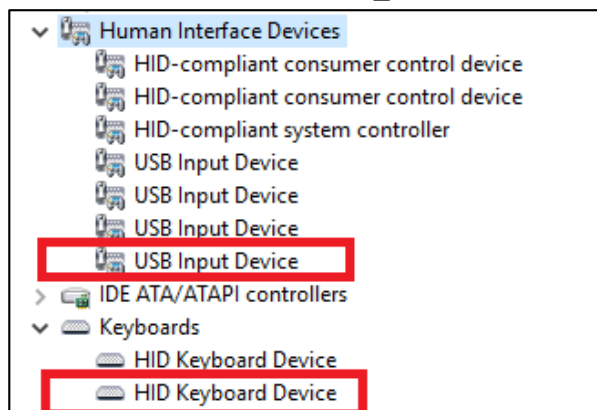 Human Interface Devices
HID-compliant consumer control device
HID-compliant consumer control device
HID-compliant system controller
USB Input Device
USB Input Device
USB Input Device
USB Input Device
IDE ATA/ATAPI controllers
Keyboards
HID Keyboard Device
HID Keyboard Device